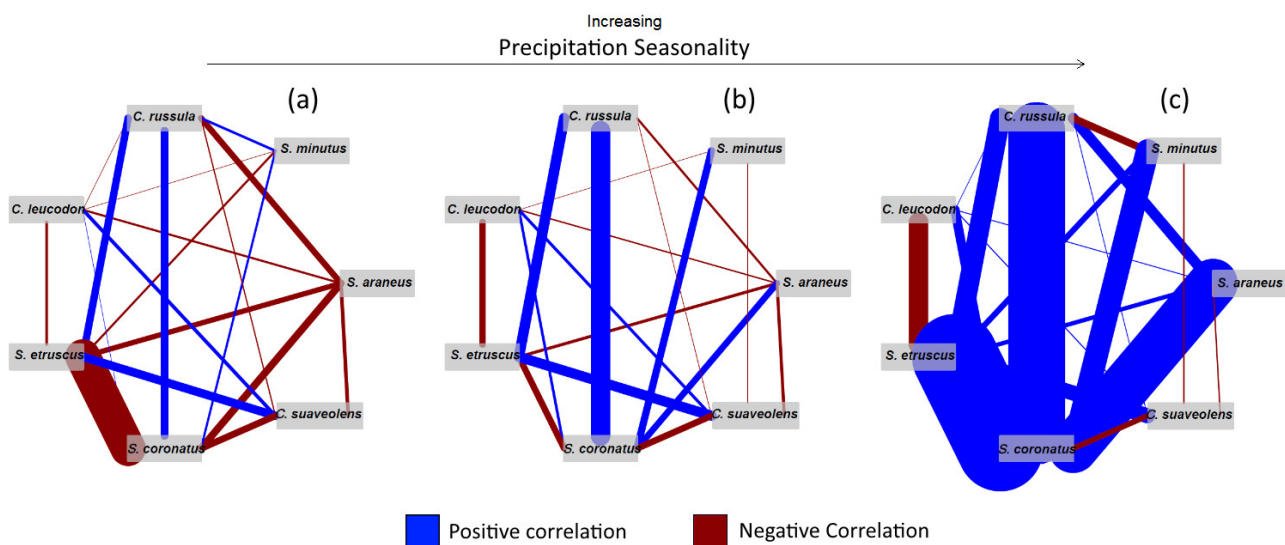 Increasing
Precipitation Seasonality
(a)
C. russula
S. minutus
C. leucodon
S. araneus
S. etruscus
C. suaveolens
S. coronatus
(b)
C. russula
S. minutus
C. leucodon
S. araneus
S. etruscus
C. suaveolens
S. coronatus
(c)
C. russula
S. minutus
C. leucodon
S. araneus
S. etruscus
C. suaveolens
S. coronatus
Positive correlation
Negative Correlation